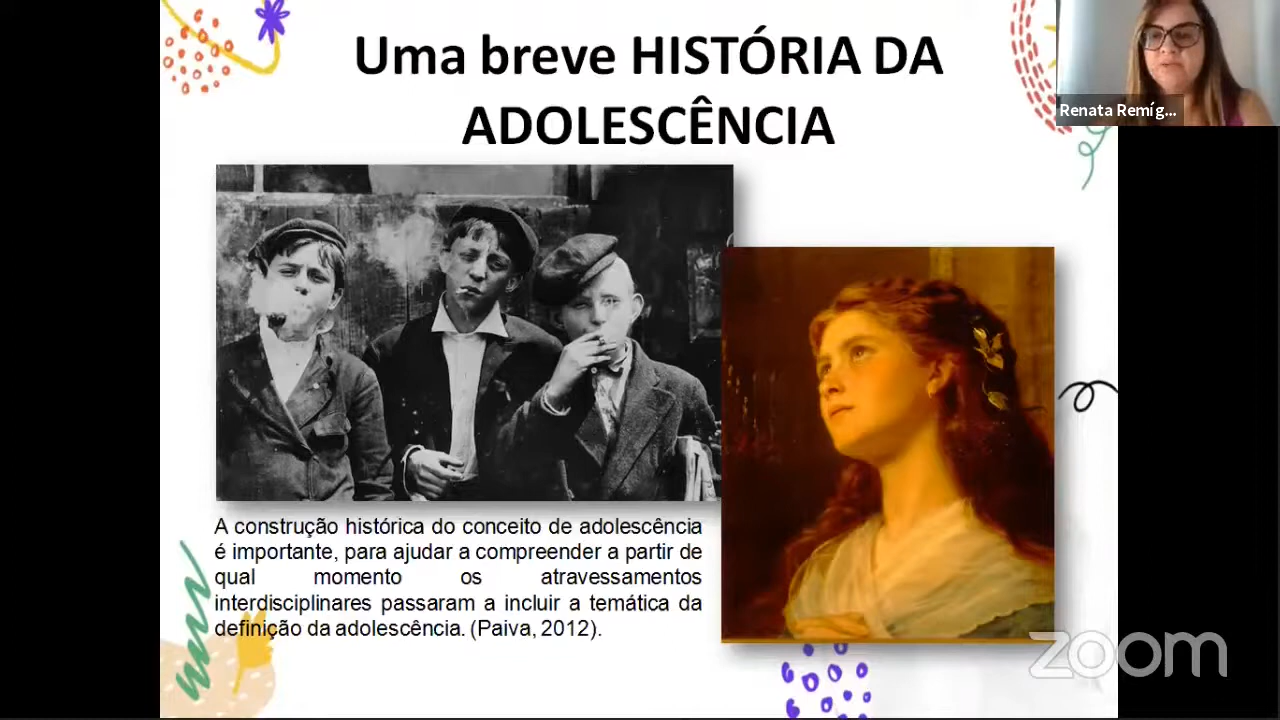 Uma breve HISTÓRIA DA
ADOLESCÊNCIA
Renata Remíg...
A construção histórica do conceito de adolescência
é importante, para ajudar a compreender a partir de
qual momento os atravessamentos
interdisciplinares passaram a incluir a temática da
definição da adolescência. (Paiva, 2012).
zoom